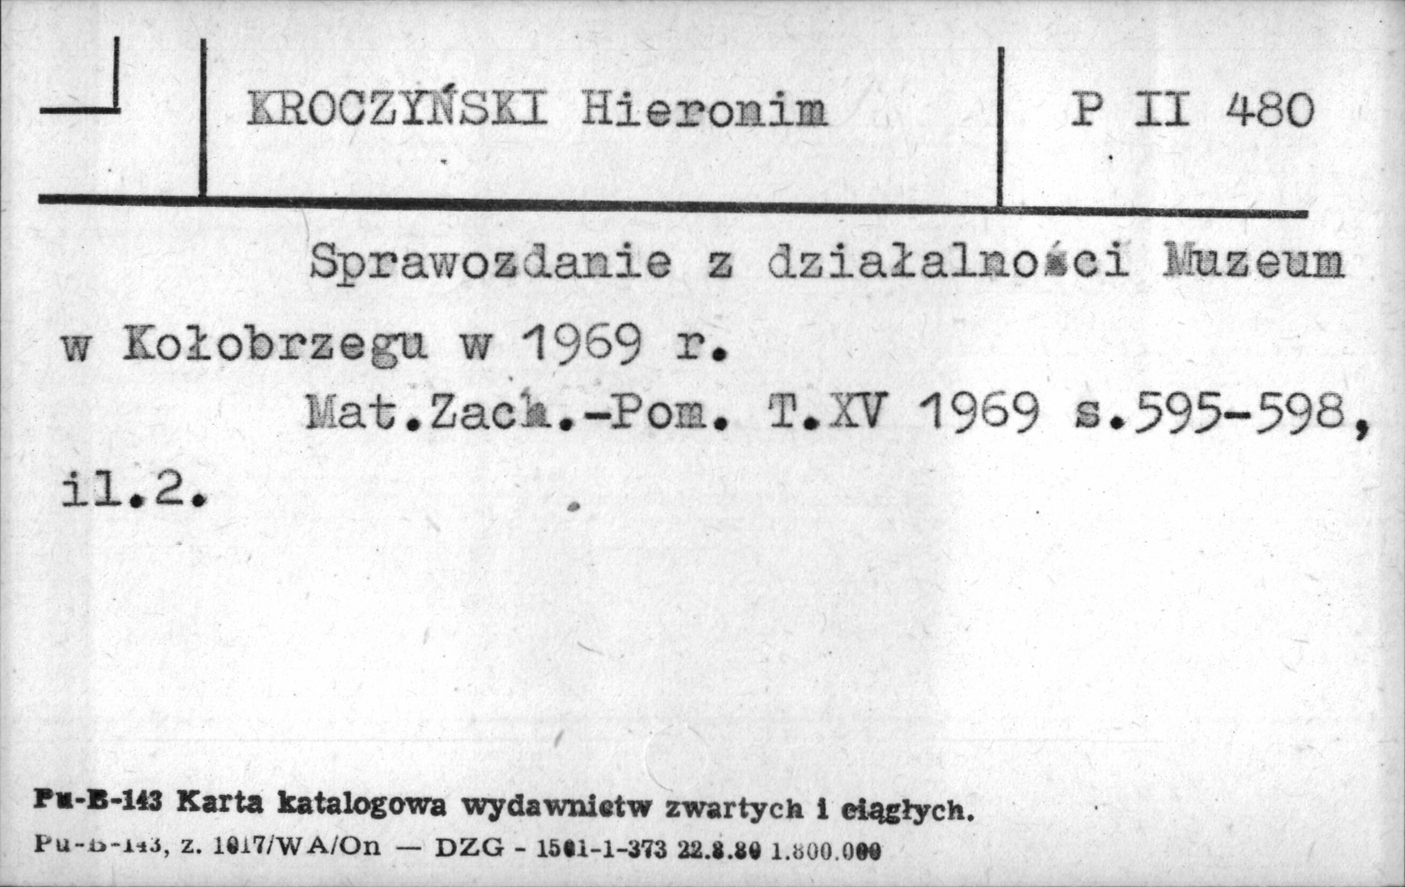 KROCZYŃSKI Hieronim
P II 480
Sprawozdanie z działalności Muzeum
w Kołobrzegu w 1969 r.
Mat.Zach.-Pom. T.XV 1969 s.595-598,
il.2.
Pu-B-143 Karta katalogowa wydawnictw zwartych i ciągłych.
Pu-B-143, z. 1017/WA/On — DZG - 1501-1-373 22.8.80 1.800.000